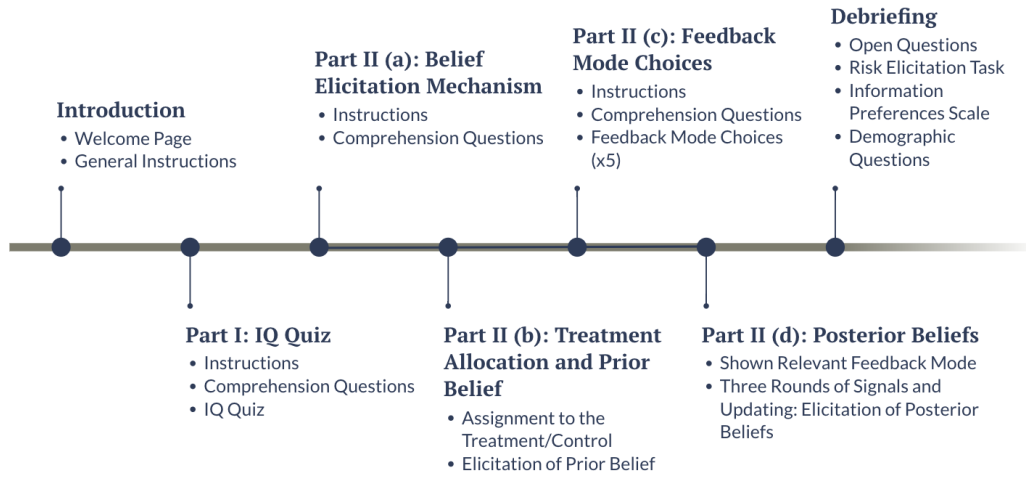 Introduction
• Welcome Page
• General Instructions
Part I: IQ Quiz
• Instructions
• Comprehension Questions
• IQ Quiz
Part II (a): Belief
Elicitation Mechanism
• Instructions
• Comprehension Questions
Part II (b): Treatment
Allocation and Prior
Belief
• Assignment to the
Treatment/Control
• Elicitation of Prior Belief
Part II (c): Feedback
Mode Choices
• Instructions
• Comprehension Questions
• Feedback Mode Choices
(x5)
Part II (d): Posterior Beliefs
• Shown Relevant Feedback Mode
• Three Rounds of Signals and
Updating: Elicitation of Posterior
Beliefs
Debriefing
• Open Questions
• Risk Elicitation Task
• Information
Preferences Scale
• Demographic
Questions